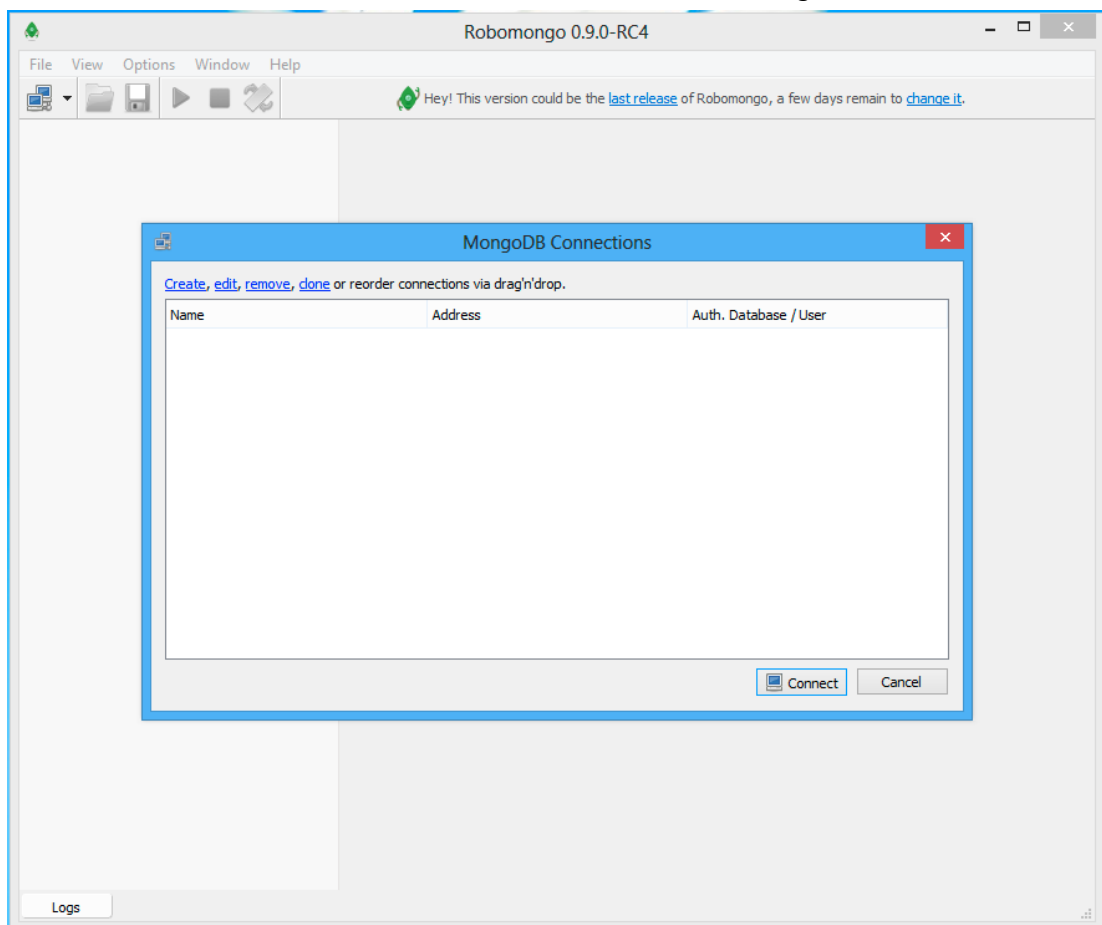 Robomongo 0.9.0-RC4
File View Options Window Help
Hey! This version could be the last release of Robomongo, a few days remain to change it.
MongoDB Connections
Create, edit, remove, clone or reorder connections via drag'n'drop.
Name Address Auth. Database / User
Connect Cancel
Logs